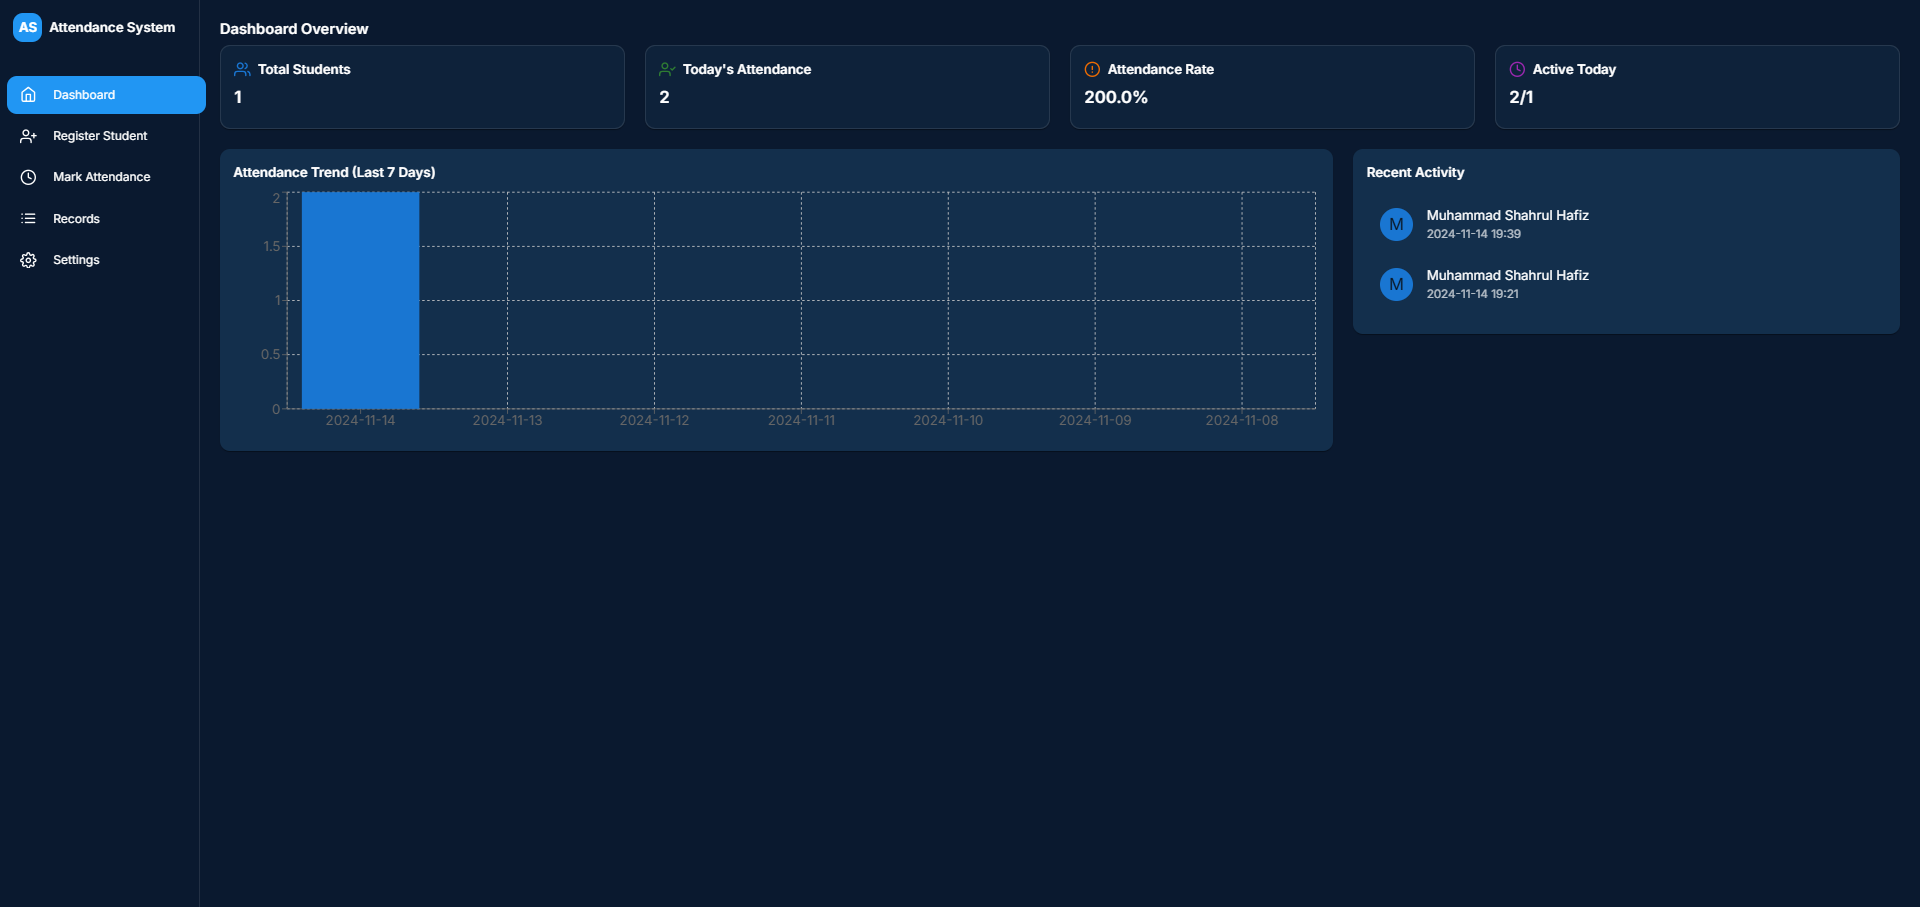 AS Attendance System
Dashboard
Register Student
Mark Attendance
Records
Settings
Dashboard Overview
Total Students
1
Today's Attendance
2
Attendance Rate
200.0%
Active Today
2/1
Attendance Trend (Last 7 Days)
2
1.5
1
0.5
0
2024-11-14 2024-11-13 2024-11-12 2024-11-11 2024-11-10 2024-11-09 2024-11-08
Recent Activity
M
Muhammad Shahrul Hafiz
2024-11-14 19:39
M
Muhammad Shahrul Hafiz
2024-11-14 19:21